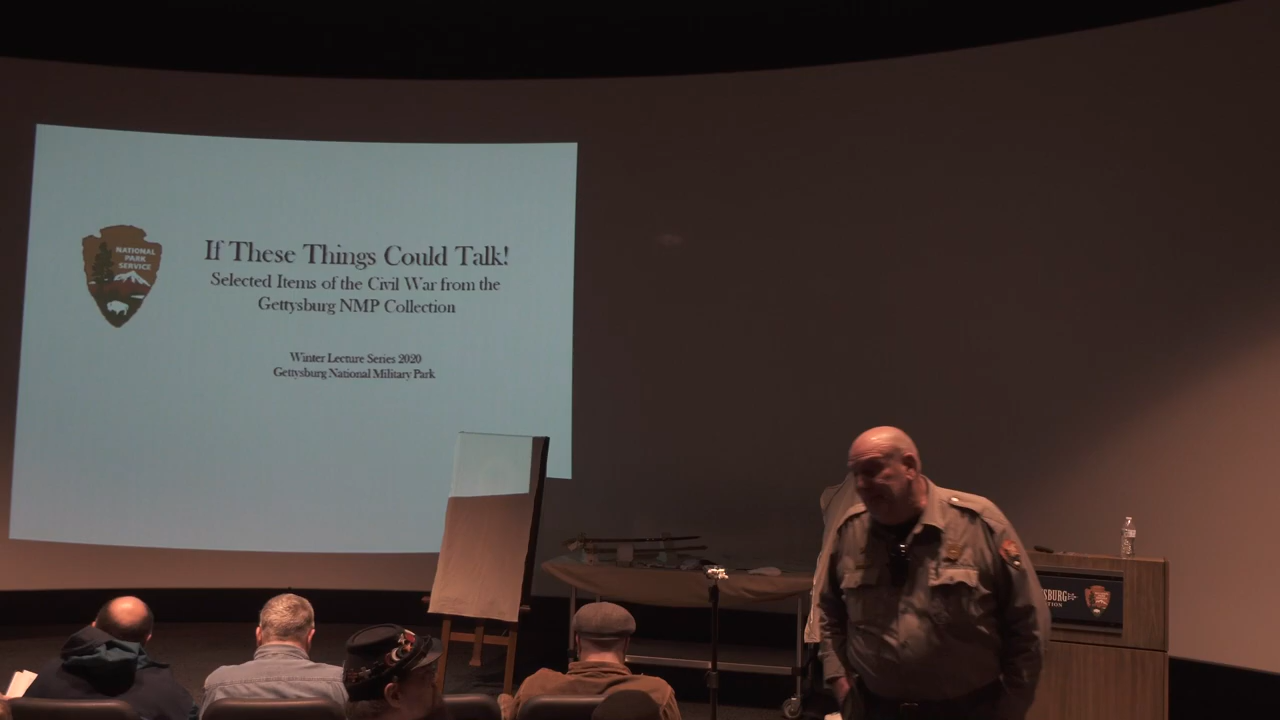 NATIONAL
PARK
SERVICE
If These Things Could Talk!
Selected Items of the Civil War from the
Gettysburg NMP Collection
Winter Lecture Series 2020
Gettysburg National Military Park